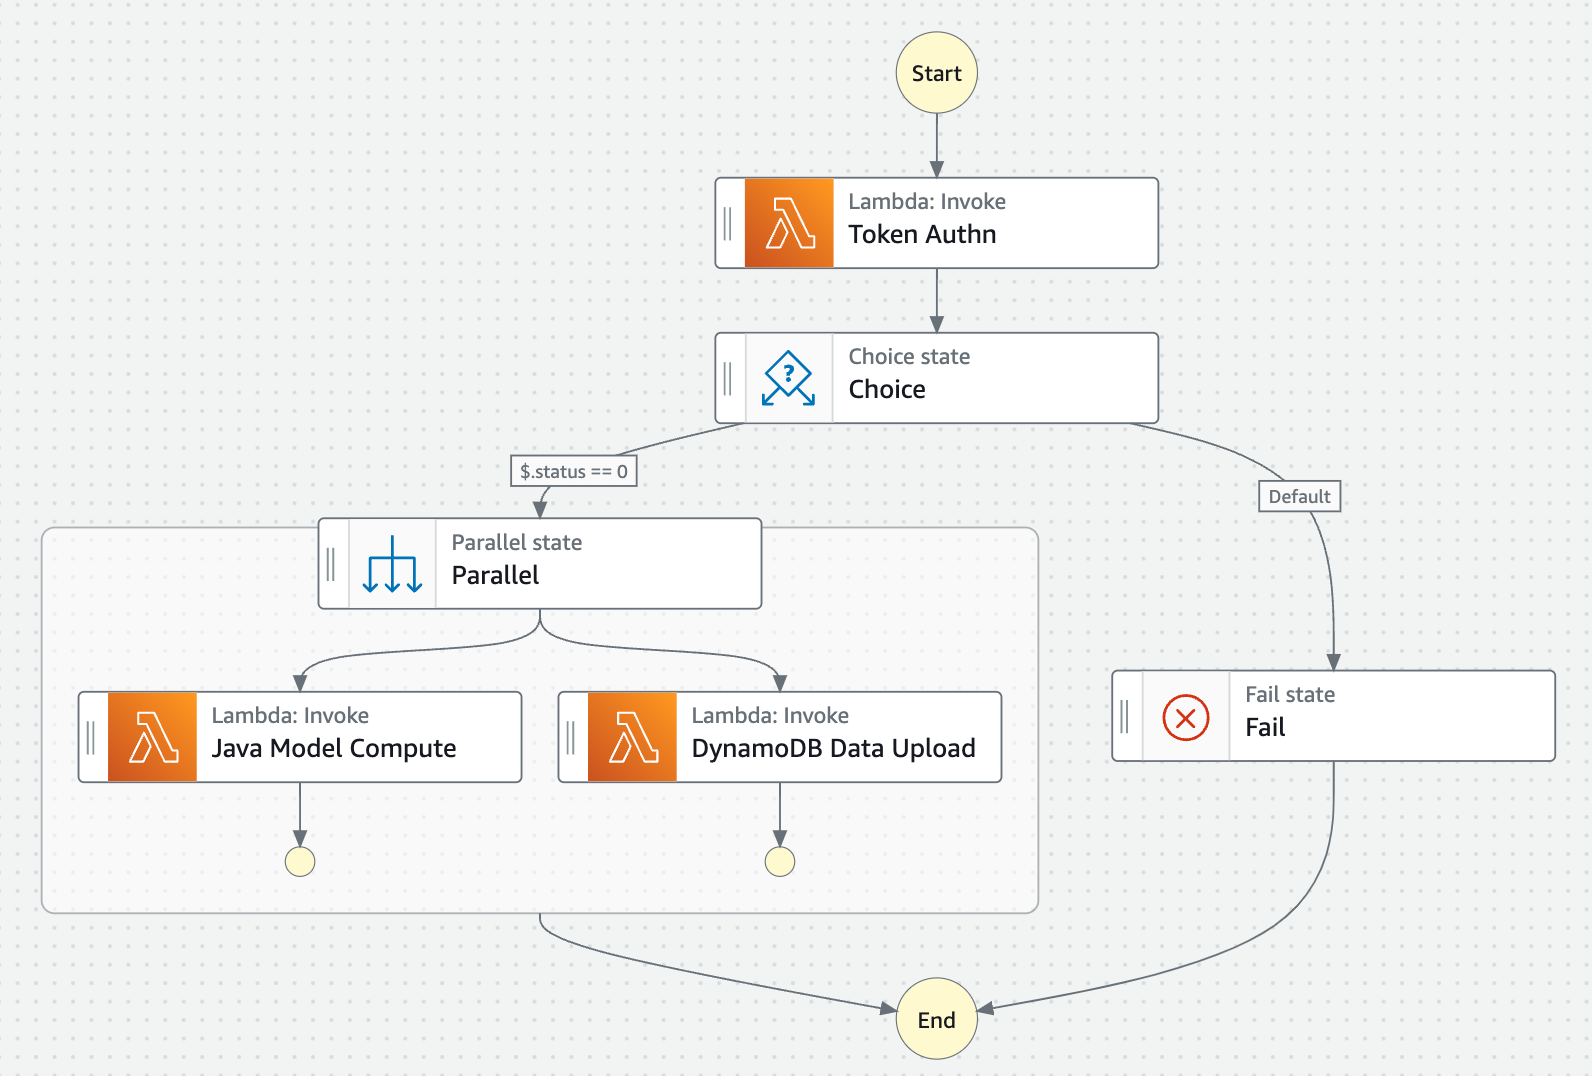 Start
Lambda: Invoke
Token Authn
Choice state
?
Choice
$.status == 0
Default
Parallel state
Parallel
Lambda: Invoke
Java Model Compute
Lambda: Invoke
DynamoDB Data Upload
Fail state
Fail
End